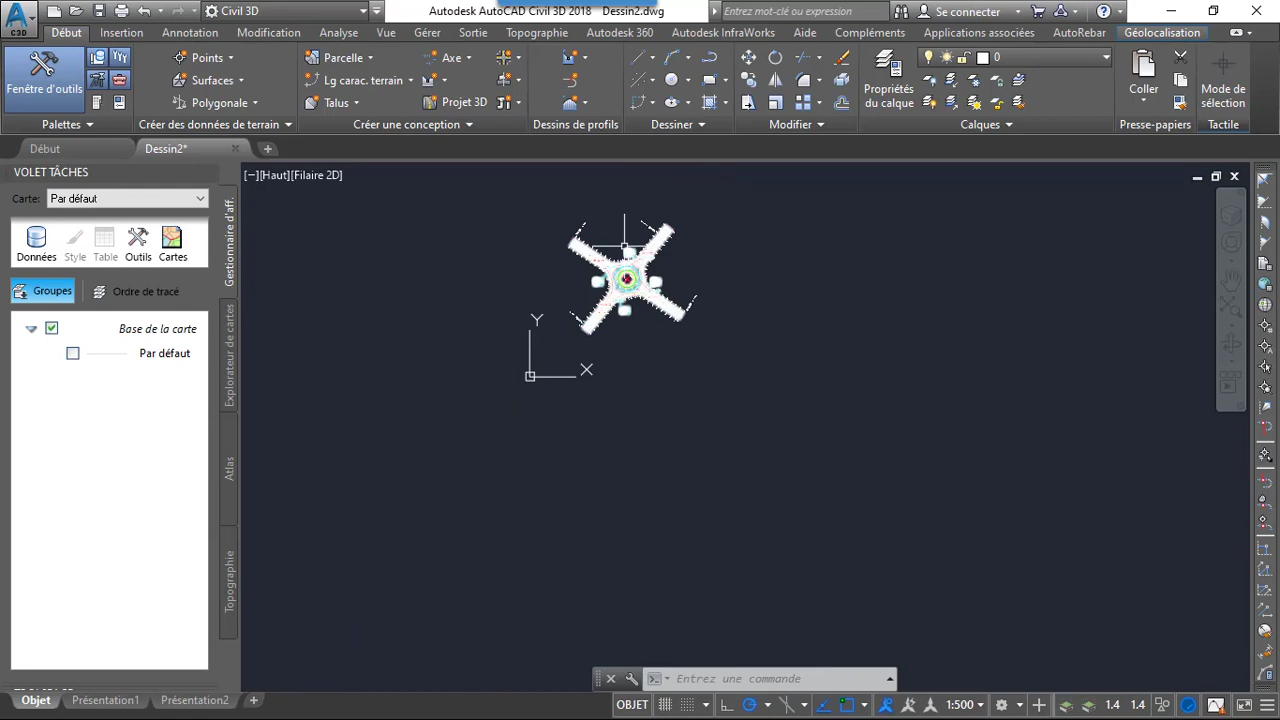 Civil 3D
Autodesk AutoCAD Civil 3D 2018 Dessin2.dwg
Entrez mot-clé ou expression
Se connecter
C3D
Début Insertion Annotation Modification Analyse Vue Gérer Sortie Topographie Autodesk 360 Autodesk InfraWorks Aide Compléments Applications associées AutoRebar Géolocalisation
Fenêtre d'outils
Palettes
Points
Surfaces
Polygonale
Créer des données de terrain
Parcelle
Lg carac. terrain
Talus
Axe
Projet 3D
Créer une conception
Dessins de profils
Dessiner
Modifier
Propriétés
du calque
0
Calques
Coller
Presse-papiers
Mode de
sélection
Tactile
Début Dessin2*
VOLET TÂCHES
Carte: Par défaut
Données Style Table Outils Cartes
Groupes Ordre de tracé
Base de la carte
Par défaut
Gestionnaire d'aff.
Explorateur de cartes
Atlas
Topographie
[−][Haut][Filaire 2D]
Y
X
Entrez une commande
Objet Présentation1 Présentation2
OBJET
1:500
1.4 1:4